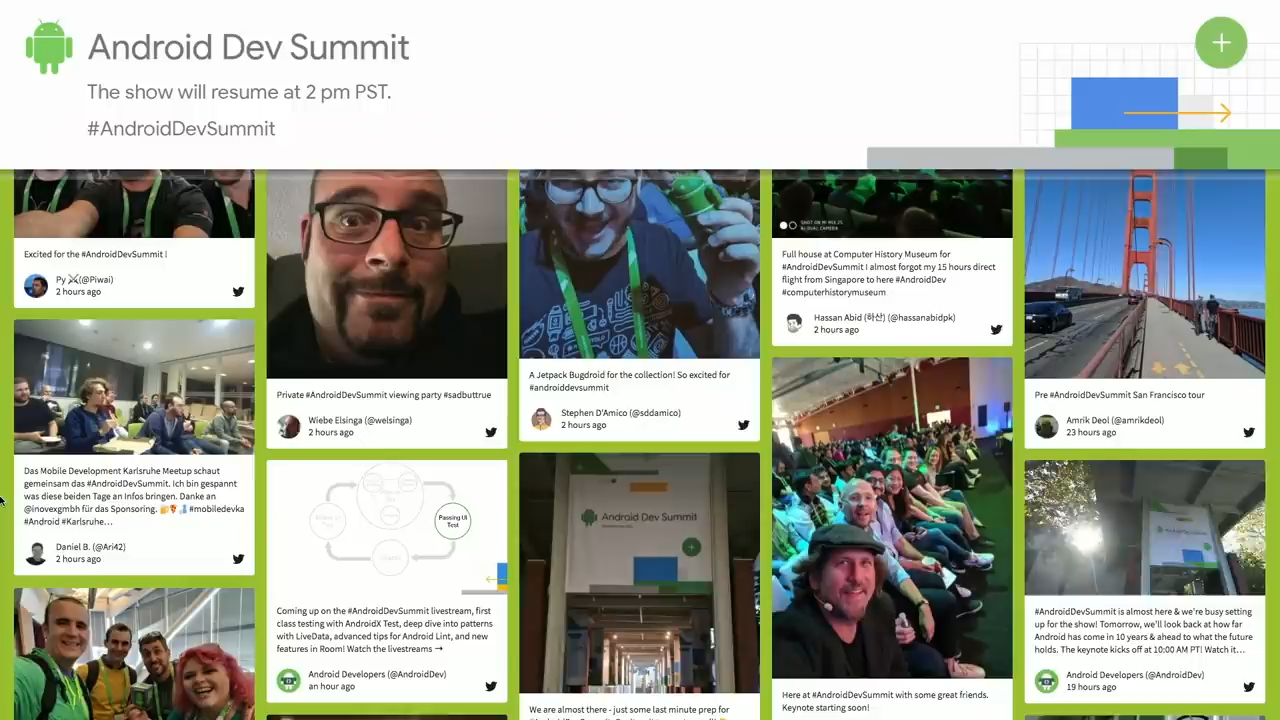 Android Dev Summit
The show will resume at 2 pm PST.
#AndroidDevSummit
Excited for the #AndroidDevSummit !
Py ⚔(@Piwai)
2 hours ago
Das Mobile Development Karlsruhe Meetup schaut
gemeinsam das #AndroidDevSummit. Ich bin gespannt
was diese beiden Tage an Infos bringen. Danke an
@inovexgmbh für das Sponsoring. #mobiledevka
#Android #Karlsruhe…
Daniel B. (@Ari42)
2 hours ago
Private #AndroidDevSummit viewing party #sadbuttrue
Wiebe Elsinga (@welsinga)
2 hours ago
Passing UI
Test
Coming up on the #AndroidDevSummit livestream, first
class testing with AndroidX Test, deep dive into patterns
with LiveData, advanced tips for Android Lint, and new
features in Room! Watch the livestreams →
Android Developers (@AndroidDev)
an hour ago
A Jetpack Bugdroid for the collection! So excited for
#androiddevsummit
Stephen D'Amico (@sddamico)
2 hours ago
Android Dev Summit
We are almost there - just some last minute prep for
SHOT ON MI MIX 2S
AI DUAL CAMERA
Full house at Computer History Museum for
#AndroidDevSummit I almost forgot my 15 hours direct
flight from Singapore to here #AndroidDev
#computerhistorymuseum
Hassan Abid (하산) (@hassanabidpk)
2 hours ago
Here at #AndroidDevSummit with some great friends.
Keynote starting soon!
Pre #AndroidDevSummit San Francisco tour
Amrik Deol (@amrikdeol)
23 hours ago
#AndroidDevSummit is almost here & we're busy setting
up for the show! Tomorrow, we'll look back at how far
Android has come in 10 years & ahead to what the future
holds. The keynote kicks off at 10:00 AM PT! Watch it…
Android Developers (@AndroidDev)
19 hours ago